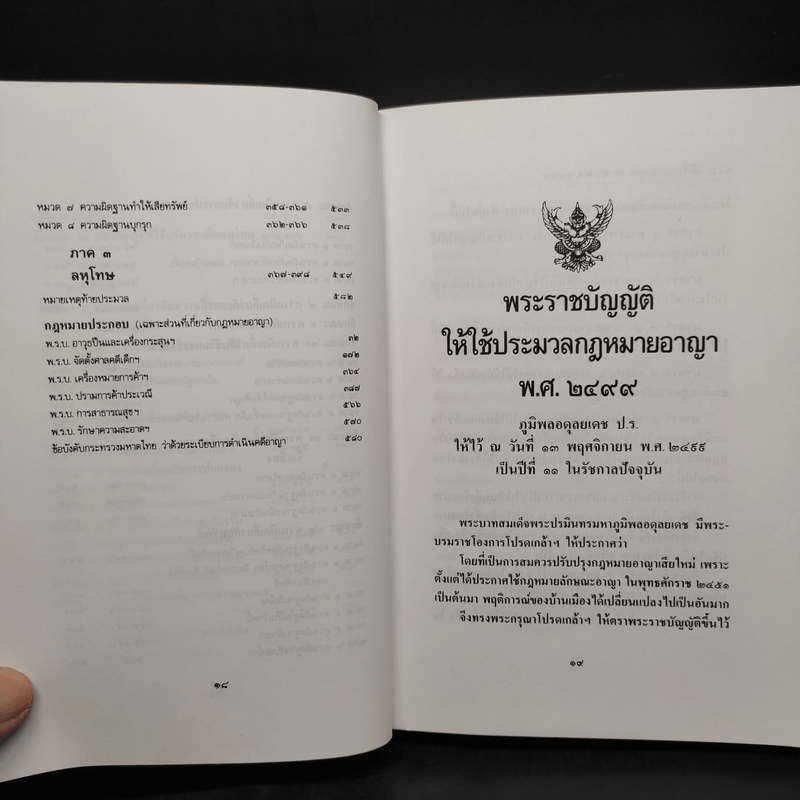 หมวด ๗ ความผิดฐานทำให้เสียทรัพย์ ๓๕๘-๓๖๑ ๕๓๓
หมวด ๘ ความผิดฐานบุกรุก ๓๖๒-๓๖๖ ๕๓๘
ภาค ๓
ลหุโทษ ๓๖๗-๓๙๘ ๕๔๙
หมายเหตุท้ายประมวล ๕๘๒
กฎหมายประกอบ (เฉพาะส่วนที่เกี่ยวกับกฎหมายอาญา)
พ.ร.บ. อาวุธปืนและเครื่องกระสุนฯ ๓๒
พ.ร.บ. จัดตั้งศาลคดีเด็กฯ ๑๗๒
พ.ร.บ. เครื่องหมายการค้าฯ ๓๖๔
พ.ร.บ. ปรามการค้าประเวณี ๓๘๗
พ.ร.บ. การสาธารณสุขฯ ๕๖๖
พ.ร.บ. รักษาความสะอาดฯ ๕๗๐
ข้อบังคับกระทรวงมหาดไทย ว่าด้วยระเบียบการดำเนินคดีอาญา ๕๘๐
๑๘
พระราชบัญญัติ
ให้ใช้ประมวลกฎหมายอาญา
พ.ศ. ๒๔๙๙
ภูมิพลอดุลยเดช ป.ร.
ให้ไว้ ณ วันที่ ๑๓ พฤศจิกายน พ.ศ. ๒๔๙๙
เป็นปีที่ ๑๑ ในรัชกาลปัจจุบัน
พระบาทสมเด็จพระปรมินทรมหาภูมิพลอดุลยเดช มีพระ-
บรมราชโองการโปรดเกล้าฯ ให้ประกาศว่า
โดยที่เป็นการสมควรปรับปรุงกฎหมายอาญาเสียใหม่ เพราะ
ตั้งแต่ได้ประกาศใช้กฎหมายลักษณะอาญา ในพุทธศักราช ๒๔๕๑
เป็นต้นมา พฤติการณ์ของบ้านเมืองได้เปลี่ยนแปลงไปเป็นอันมาก
จึงทรงพระกรุณาโปรดเกล้าฯ ให้ตราพระราชบัญญัติขึ้นไว้
๑๙